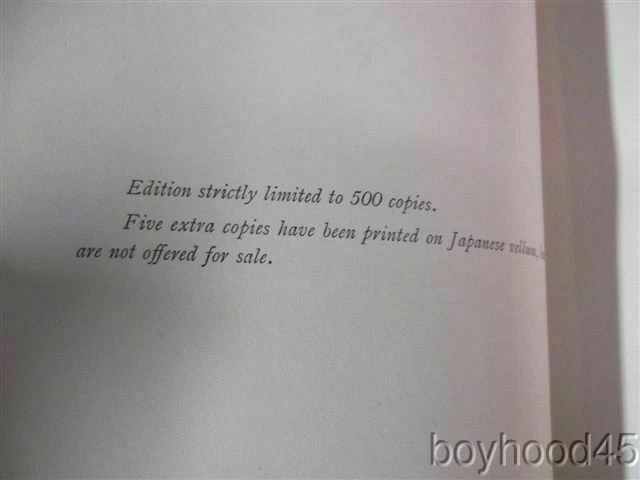 Edition strictly limited to 500 copies.
Five extra copies have been printed on Japanese vellum,
are not offered for sale.
boyhood45